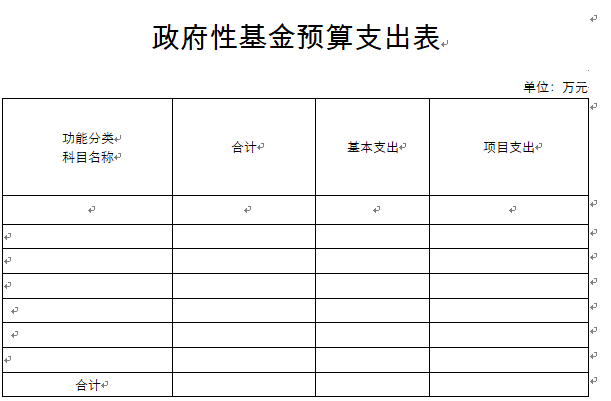 政府性基金预算支出表
单位：万元
功能分类
科目名称
合计
基本支出
项目支出
合计